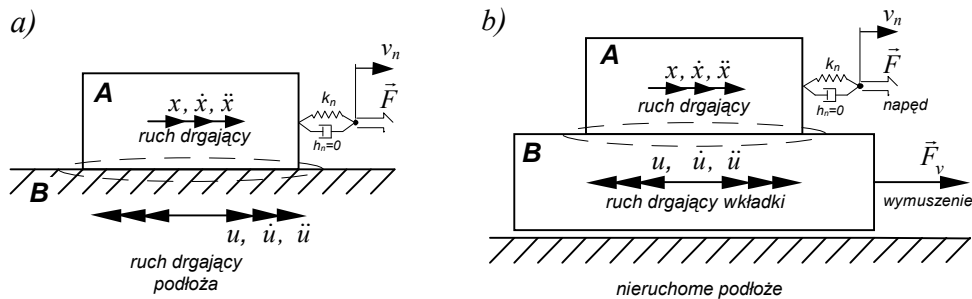 a)
A
x, ẋ, ẍ
ruch drgający
k_n
h_n=0
v_n
F⃗
B
u, u̇, ü
ruch drgający
podłoża
b)
A
x, ẋ, ẍ
ruch drgający
k_n
h_n=0
v_n
F⃗
napęd
B
u, u̇, ü
ruch drgający wkładki
F⃗_v
wymuszenie
nieruchome podłoże